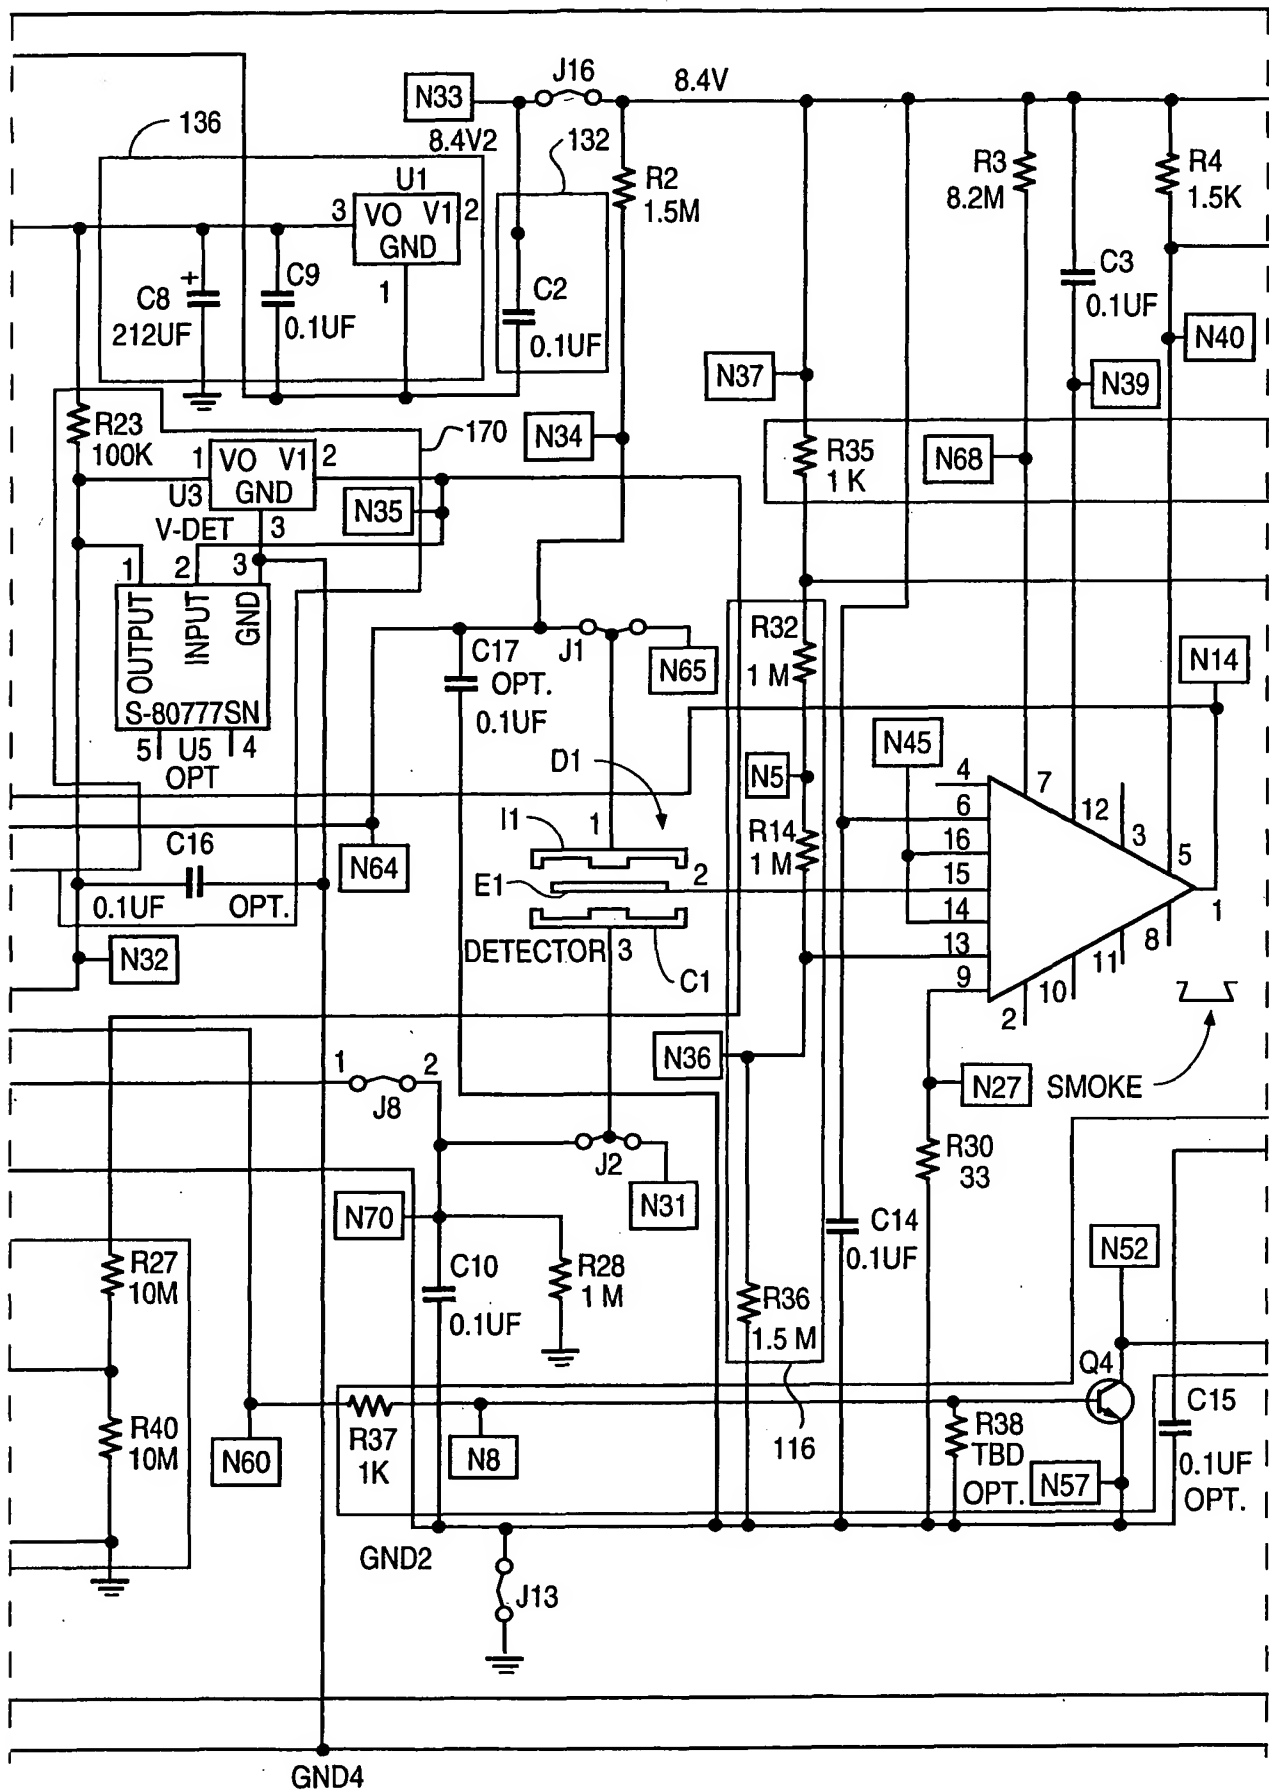 J16
8.4V
N33
136
8.4V2
132
U1
3 VO V1 2
GND
1
R2
1.5M
R3
8.2M
R4
1.5K
C8
+
212UF
C9
0.1UF
C2
0.1UF
C3
0.1UF
N40
N37
N39
R23
100K
170
N34
1 VO V1 2
U3 GND
V-DET 3
N35
R35
1 K
N68
1 2 3
OUTPUT
INPUT
GND
S-80777SN
5 U5 4
OPT
C17
OPT.
0.1UF
J1
N65
R32
1 M
N14
N45
D1
N5
4
7
6
12
3
I1
1
R14
1 M
16
5
C16
N64
E1
2
15
1
0.1UF
OPT.
14
8
DETECTOR 3
13
11
N32
C1
9
10
2
N36
1 2
J8
N27
SMOKE
J2
R30
33
N31
N70
C14
0.1UF
N52
R27
10M
C10
0.1UF
R28
1 M
R36
1.5 M
Q4
R40
10M
N60
R37
1K
N8
116
R38
TBD
OPT.
N57
C15
0.1UF
OPT.
GND2
J13
GND4